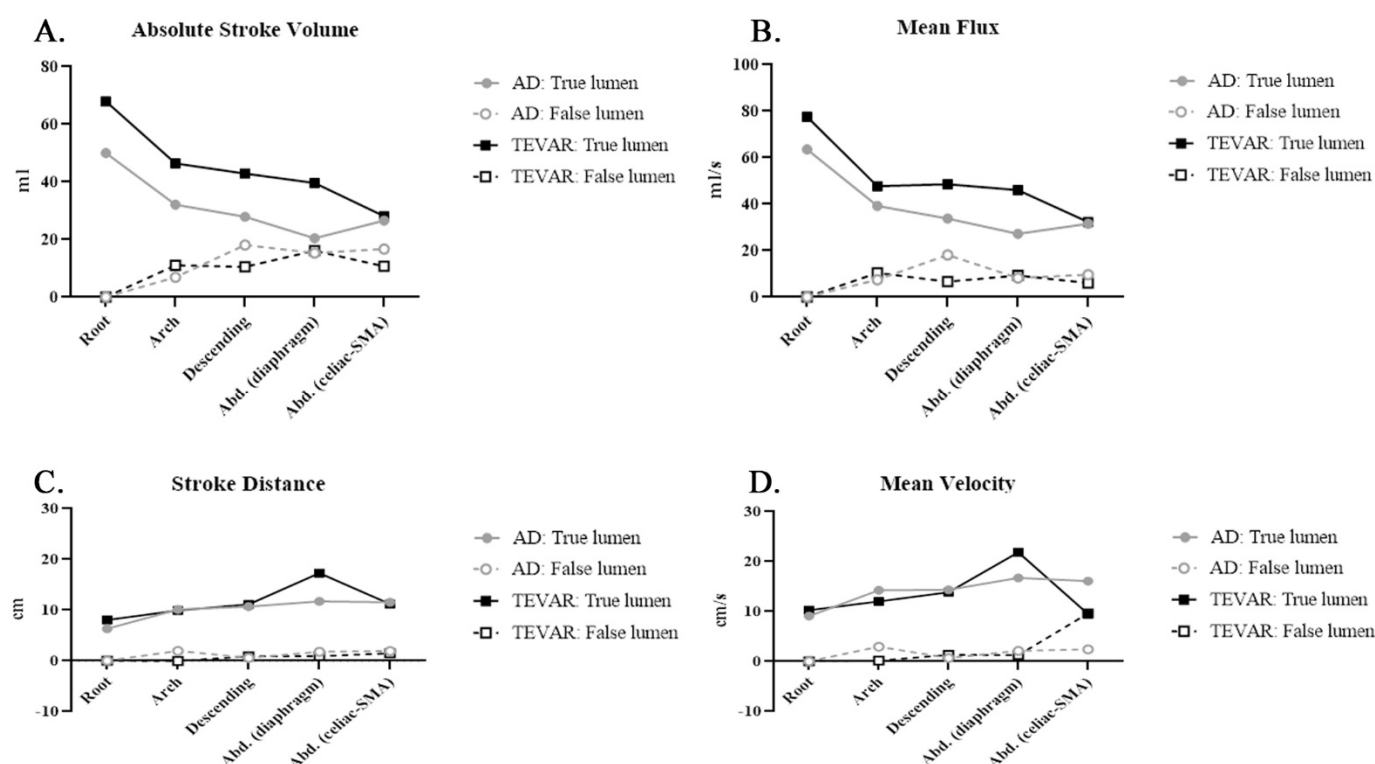 A.
Absolute Stroke Volume
80
60
40
20
0
ml
Root
Arch
Descending
Abd. (diaphragm)
Abd. (celiac-SMA)
AD: True lumen
AD: False lumen
TEVAR: True lumen
TEVAR: False lumen
B.
Mean Flux
100
80
60
40
20
0
ml/s
Root
Arch
Descending
Abd. (diaphragm)
Abd. (celiac-SMA)
AD: True lumen
AD: False lumen
TEVAR: True lumen
TEVAR: False lumen
C.
Stroke Distance
30
20
10
0
-10
cm
Root
Arch
Descending
Abd. (diaphragm)
Abd. (celiac-SMA)
AD: True lumen
AD: False lumen
TEVAR: True lumen
TEVAR: False lumen
D.
Mean Velocity
30
20
10
0
-10
cm/s
Root
Arch
Descending
Abd. (diaphragm)
Abd. (celiac-SMA)
AD: True lumen
AD: False lumen
TEVAR: True lumen
TEVAR: False lumen